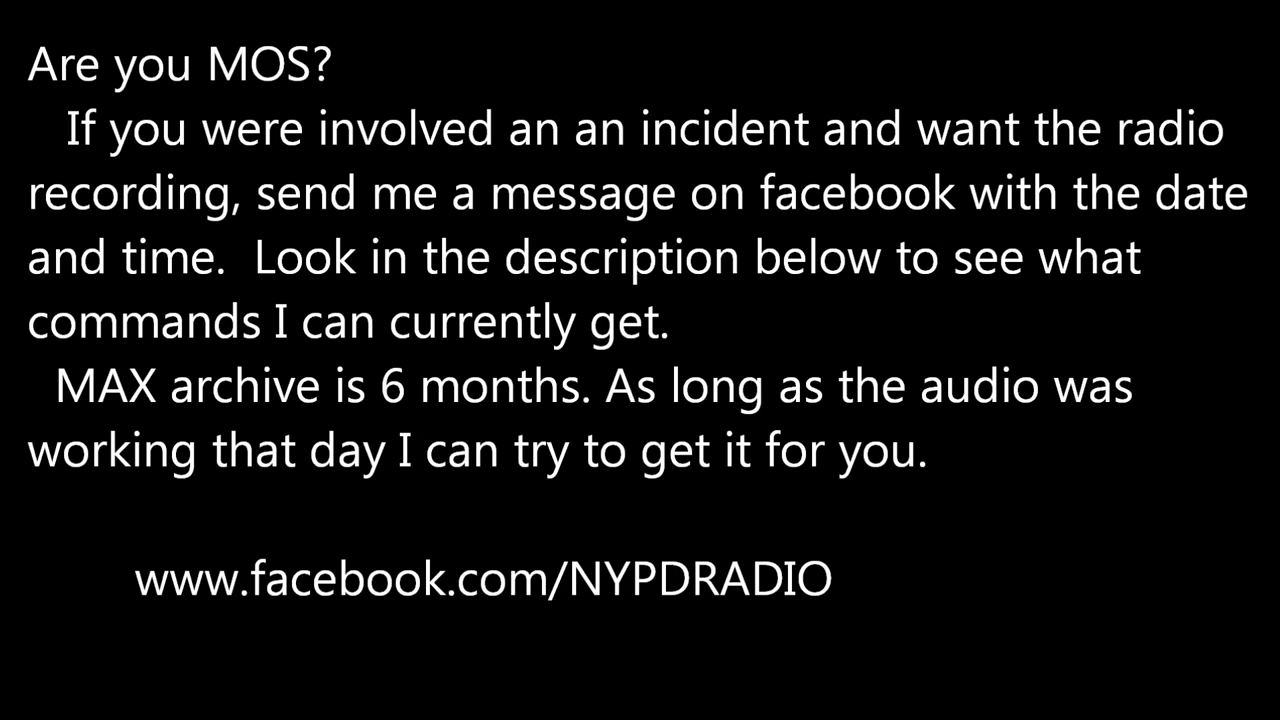 Are you MOS?
If you were involved an an incident and want the radio
recording, send me a message on facebook with the date
and time.  Look in the description below to see what
commands I can currently get.
MAX archive is 6 months. As long as the audio was
working that day I can try to get it for you.
www.facebook.com/NYPDRADIO